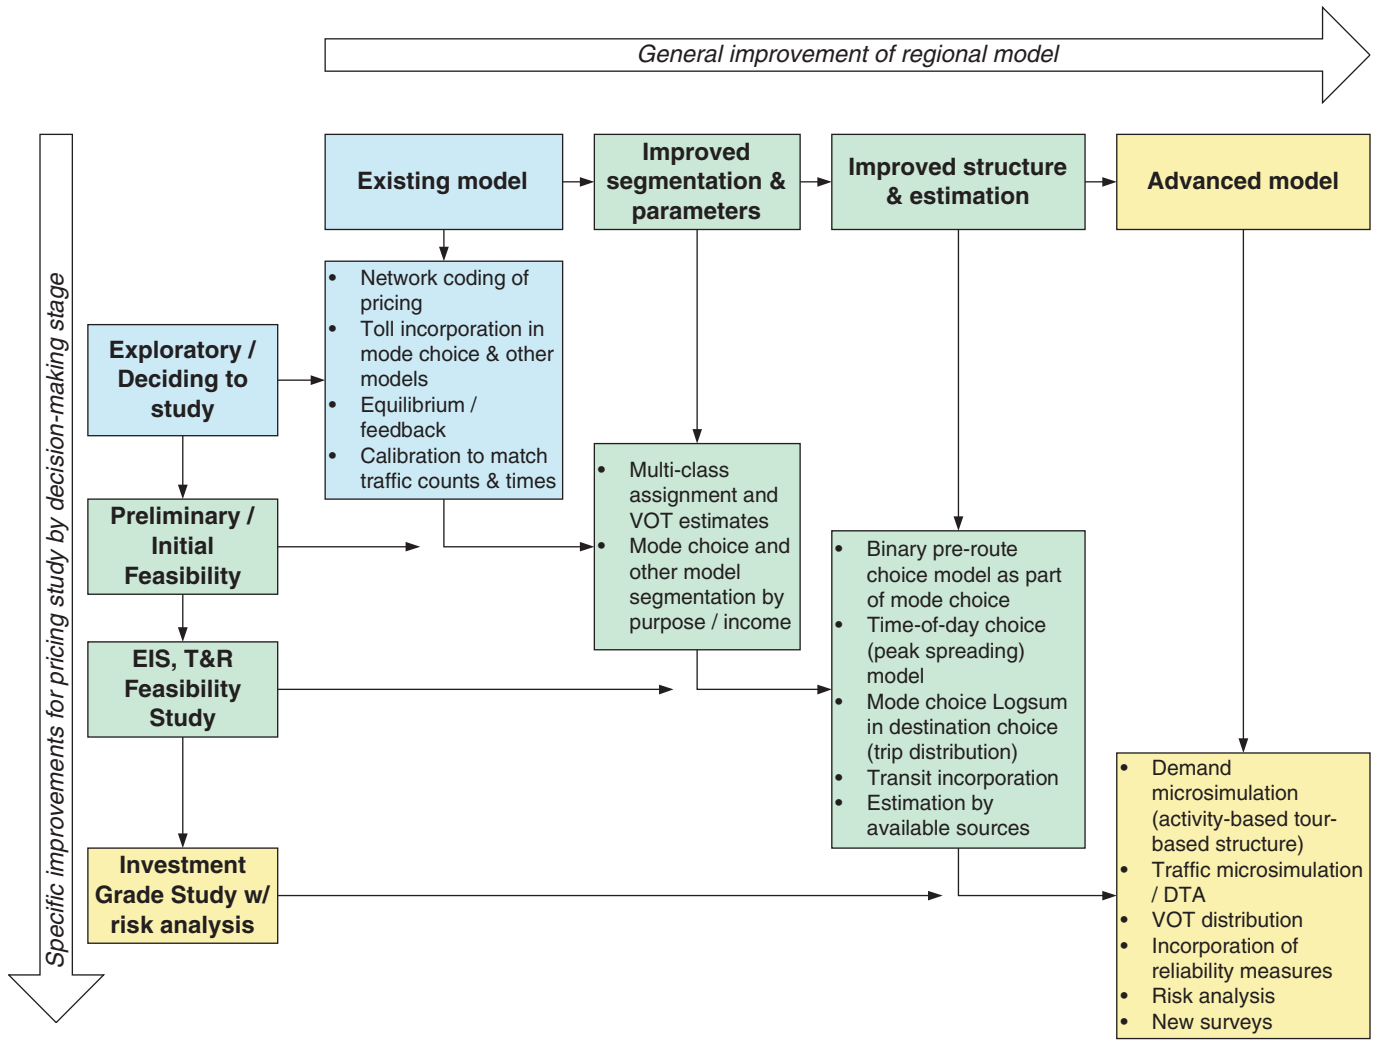 General improvement of regional model
Specific improvements for pricing study by decision-making stage
Existing model
Improved
segmentation &
parameters
Improved structure
& estimation
Advanced model
Exploratory /
Deciding to
study
• Network coding of
pricing
• Toll incorporation in
mode choice & other
models
• Equilibrium /
feedback
• Calibration to match
traffic counts & times
Preliminary /
Initial
Feasibility
• Multi-class
assignment and
VOT estimates
• Mode choice and
other model
segmentation by
purpose / income
EIS, T&R
Feasibility
Study
• Binary pre-route
choice model as part
of mode choice
• Time-of-day choice
(peak spreading)
model
• Mode choice Logsum
in destination choice
(trip distribution)
• Transit incorporation
• Estimation by
available sources
Investment
Grade Study w/
risk analysis
• Demand
microsimulation
(activity-based tour-
based structure)
• Traffic microsimulation
/ DTA
• VOT distribution
• Incorporation of
reliability measures
• Risk analysis
• New surveys